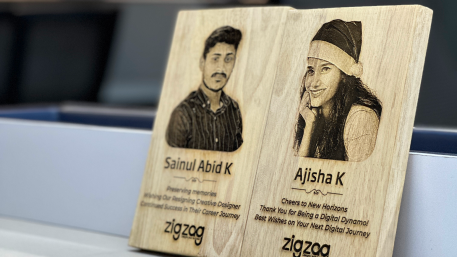 Sainul Abid K
Preserving memories
Wishing Our Resigning Creative Designer
Continued Success in Their Career Journey
zigzag
Ajisha K
Cheers to New Horizons
Thank You for Being a Digital Dynamo!
Best Wishes on Your Next Digital Journey
zigzag